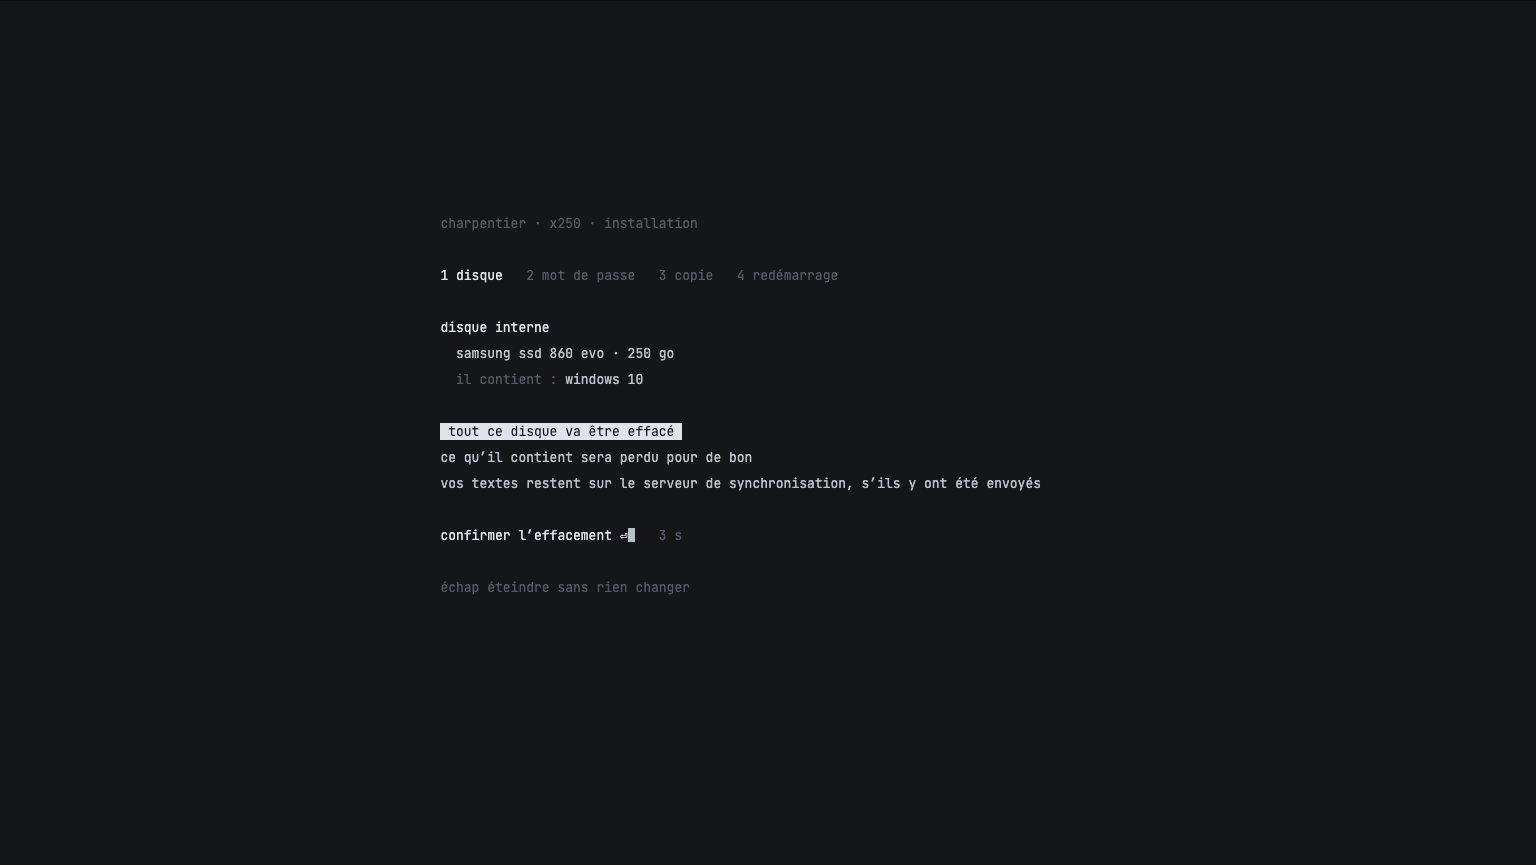 charpentier · x250 · installation
1 disque 2 mot de passe 3 copie 4 redémarrage
disque interne
samsung ssd 860 evo · 250 go
il contient : windows 10
tout ce disque va être effacé
ce qu’il contient sera perdu pour de bon
vos textes restent sur le serveur de synchronisation, s’ils y ont été envoyés
confirmer l’effacement ⏎ 3 s
échap éteindre sans rien changer